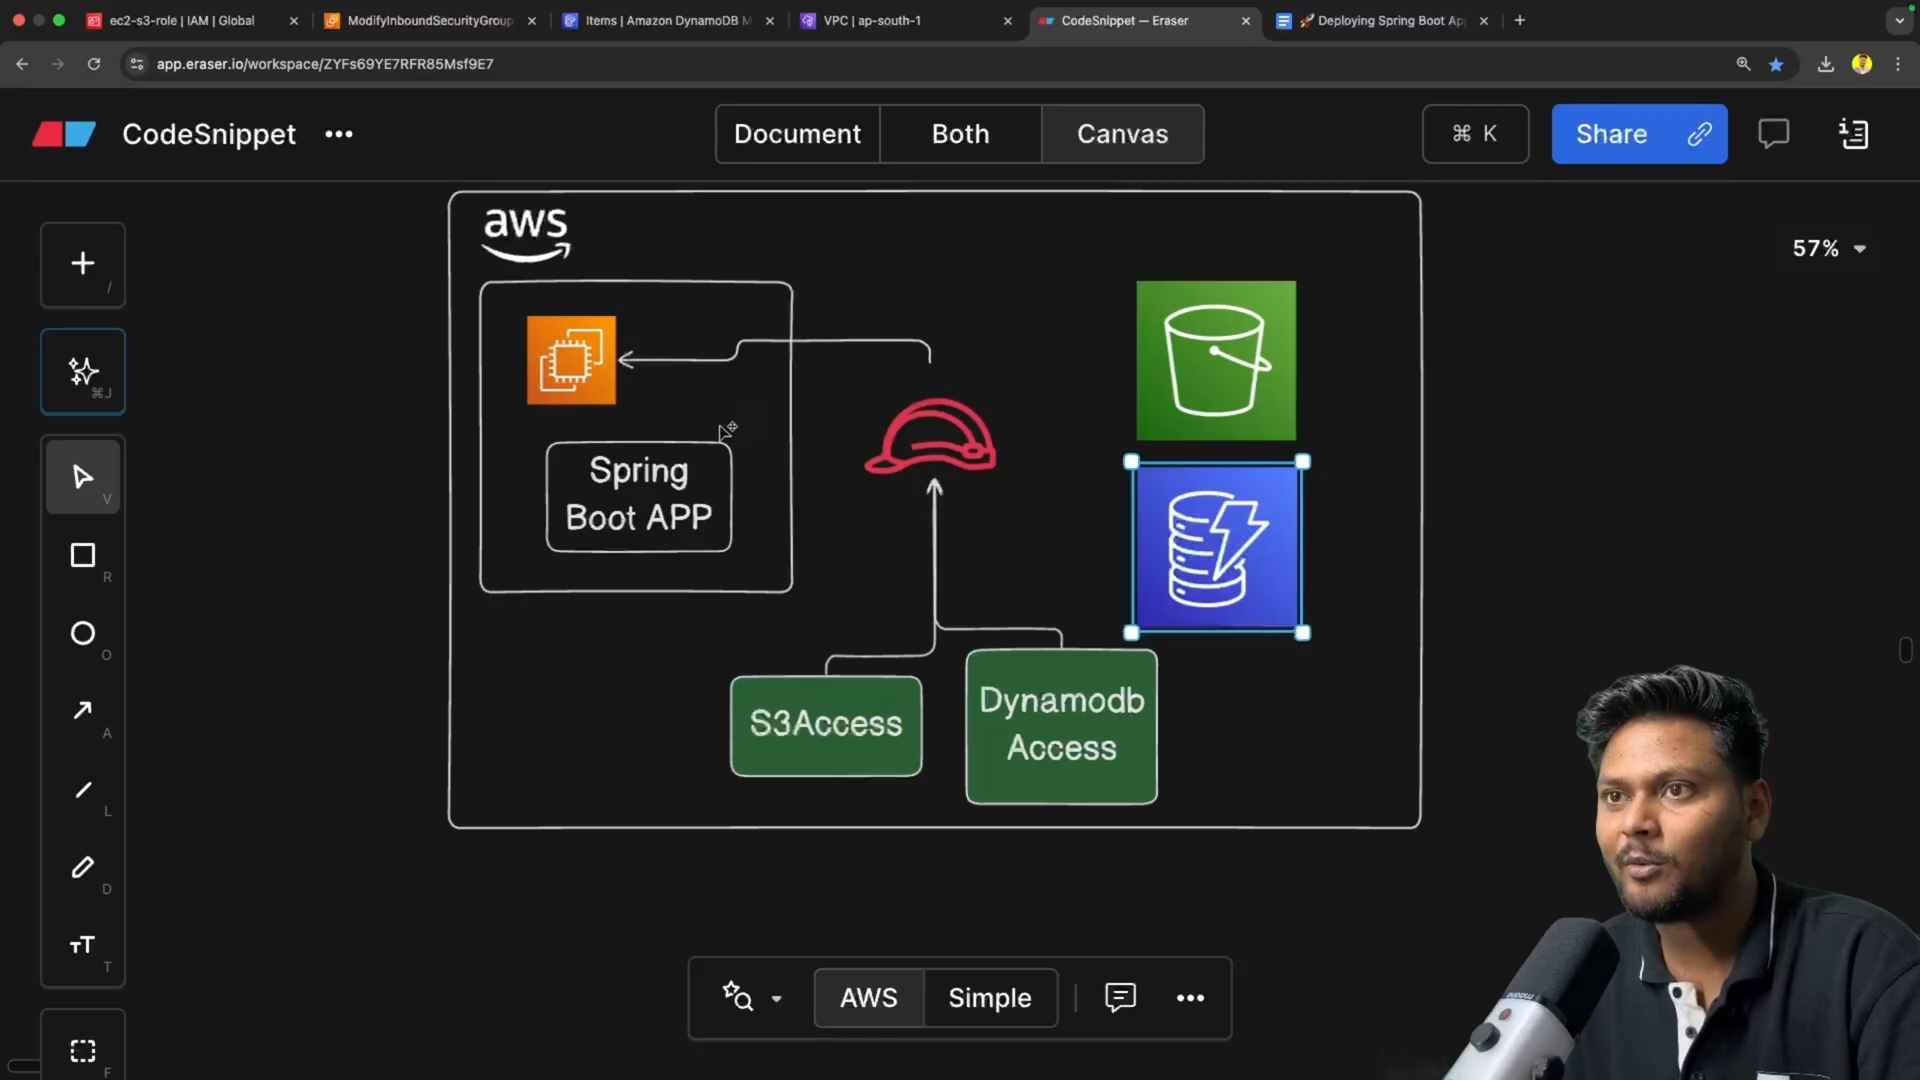 ec2-s3-role | IAM | Global
ModifyInboundSecurityGroup
Items | Amazon DynamoDB M
VPC | ap-south-1
CodeSnippet — Eraser
🚀 Deploying Spring Boot Ap
app.eraser.io/workspace/ZYFs69YE7RFR85Msf9E7
CodeSnippet
Document
Both
Canvas
⌘ K
Share
57%
aws
Spring
Boot APP
S3Access
Dynamodb
Access
/
⌘J
V
R
O
A
L
D
T
F
AWS
Simple